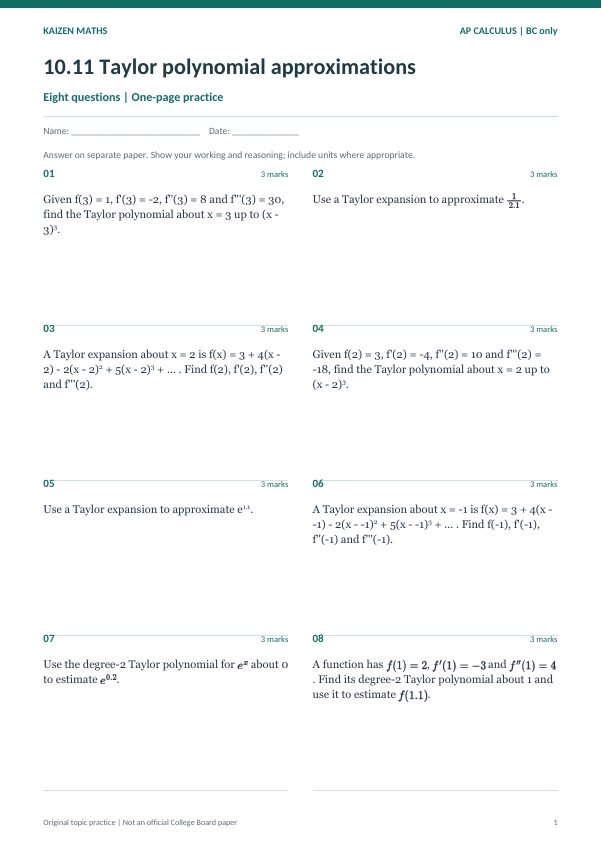 KAIZEN MATHS
AP CALCULUS | BC only
10.11 Taylor polynomial approximations
Eight questions | One-page practice
Name: ____________________________ Date: ______________
Answer on separate paper. Show your working and reasoning; include units where appropriate.
01 3 marks
Given f(3) = 1, f'(3) = -2, f''(3) = 8 and f'''(3) = 30,
find the Taylor polynomial about x = 3 up to (x -
3)³.
02 3 marks
Use a Taylor expansion to approximate 1/2.1.
03 3 marks
A Taylor expansion about x = 2 is f(x) = 3 + 4(x -
2) - 2(x - 2)² + 5(x - 2)³ + ... . Find f(2), f'(2), f''(2)
and f'''(2).
04 3 marks
Given f(2) = 3, f'(2) = -4, f''(2) = 10 and f'''(2) =
-18, find the Taylor polynomial about x = 2 up to
(x - 2)³.
05 3 marks
Use a Taylor expansion to approximate e¹·¹.
06 3 marks
A Taylor expansion about x = -1 is f(x) = 3 + 4(x -
-1) - 2(x - -1)² + 5(x - -1)³ + ... . Find f(-1), f'(-1),
f''(-1) and f'''(-1).
07 3 marks
Use the degree-2 Taylor polynomial for eˣ about 0
to estimate e⁰·².
08 3 marks
A function has f(1) = 2, f′(1) = −3 and f″(1) = 4
. Find its degree-2 Taylor polynomial about 1 and
use it to estimate f(1.1).
Original topic practice | Not an official College Board paper
1